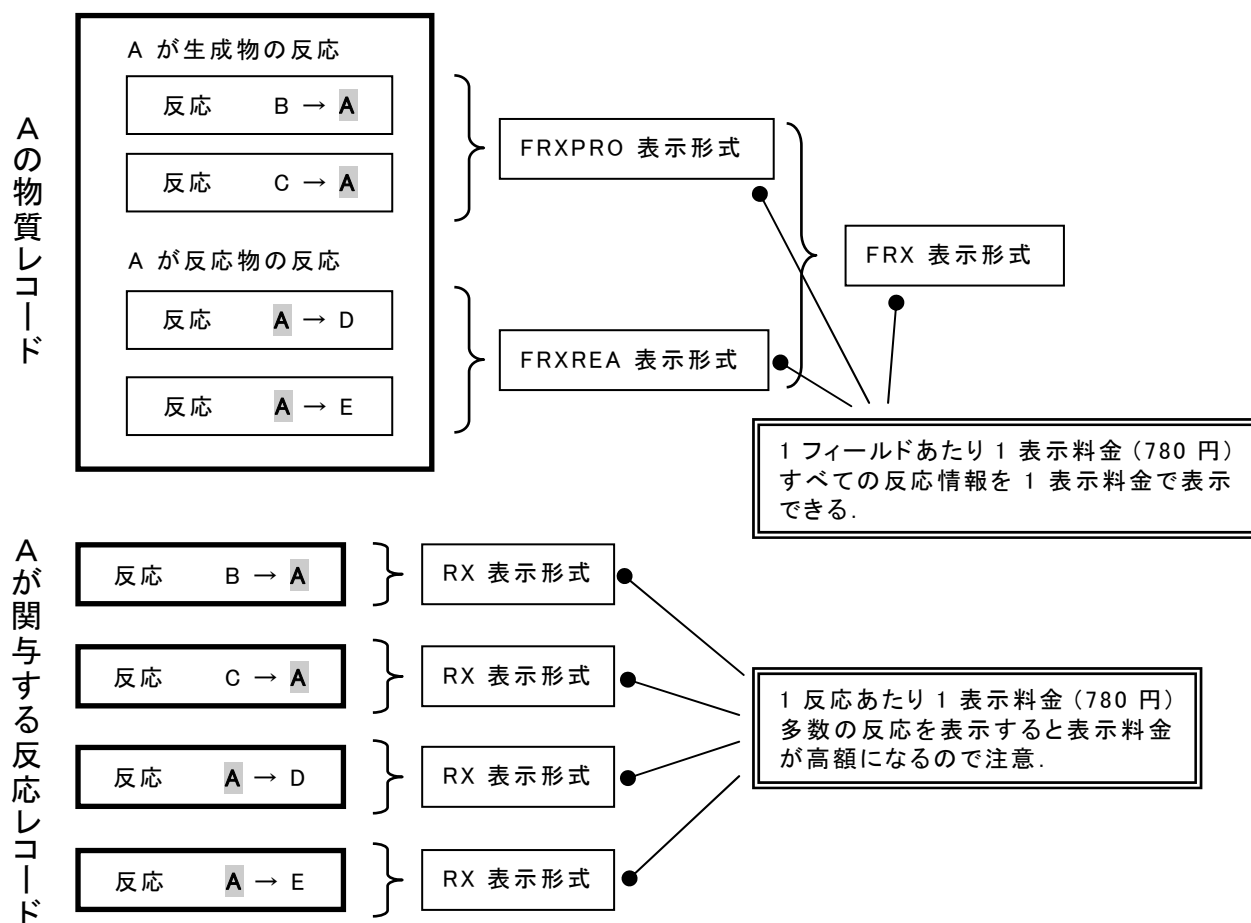 Aの物質レコード
A が生成物の反応
反応 B → A
反応 C → A
A が反応物の反応
反応 A → D
反応 A → E
FRXPRO 表示形式
FRXREA 表示形式
FRX 表示形式
1 フィールドあたり 1 表示料金 (780 円)
すべての反応情報を 1 表示料金で表示
できる.
Aが関与する反応レコード
反応 B → A
RX 表示形式
反応 C → A
RX 表示形式
反応 A → D
RX 表示形式
反応 A → E
RX 表示形式
1 反応あたり 1 表示料金 (780 円)
多数の反応を表示すると表示料金
が高額になるので注意.